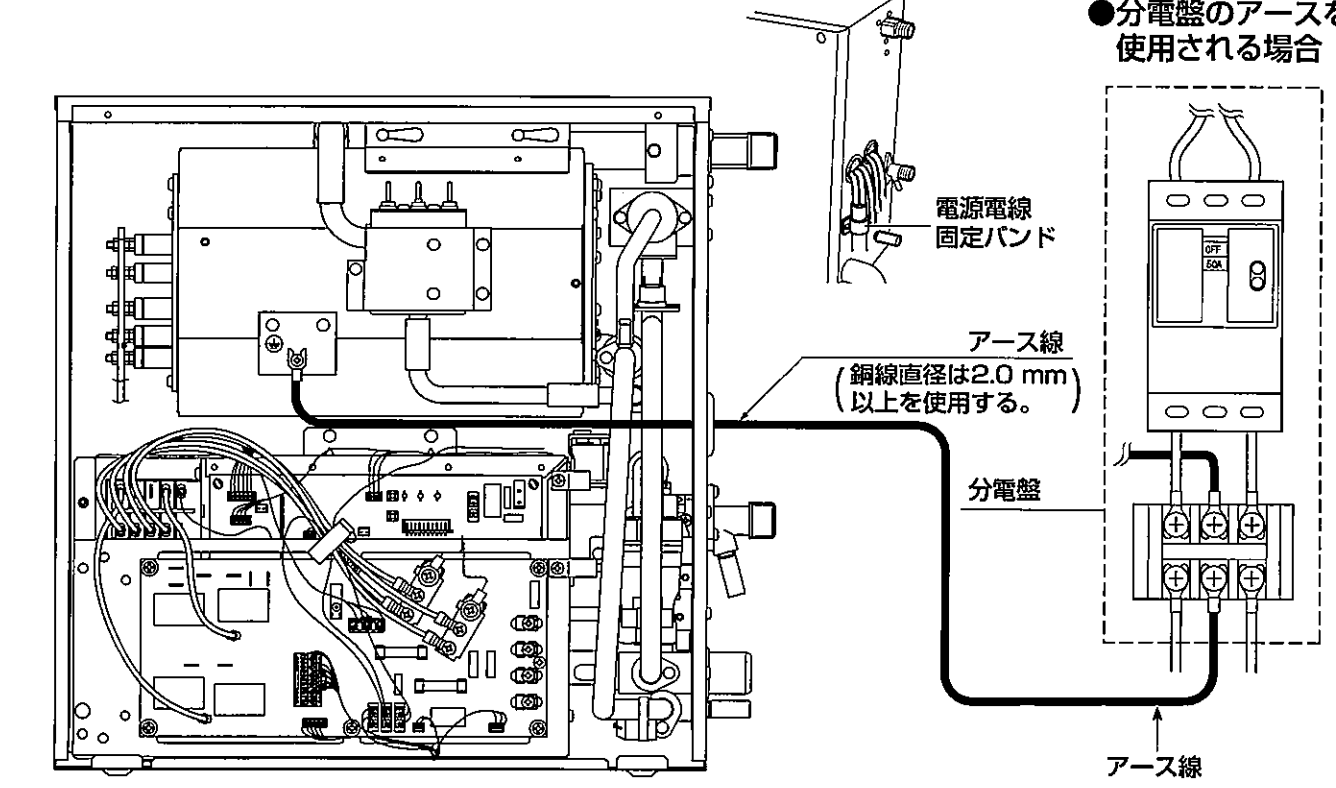 ●分電盤のアースを
使用される場合
電源電線
固定バンド
OFF
50A
アース線
(銅線直径は2.0 mm
以上を使用する。)
分電盤
アース線